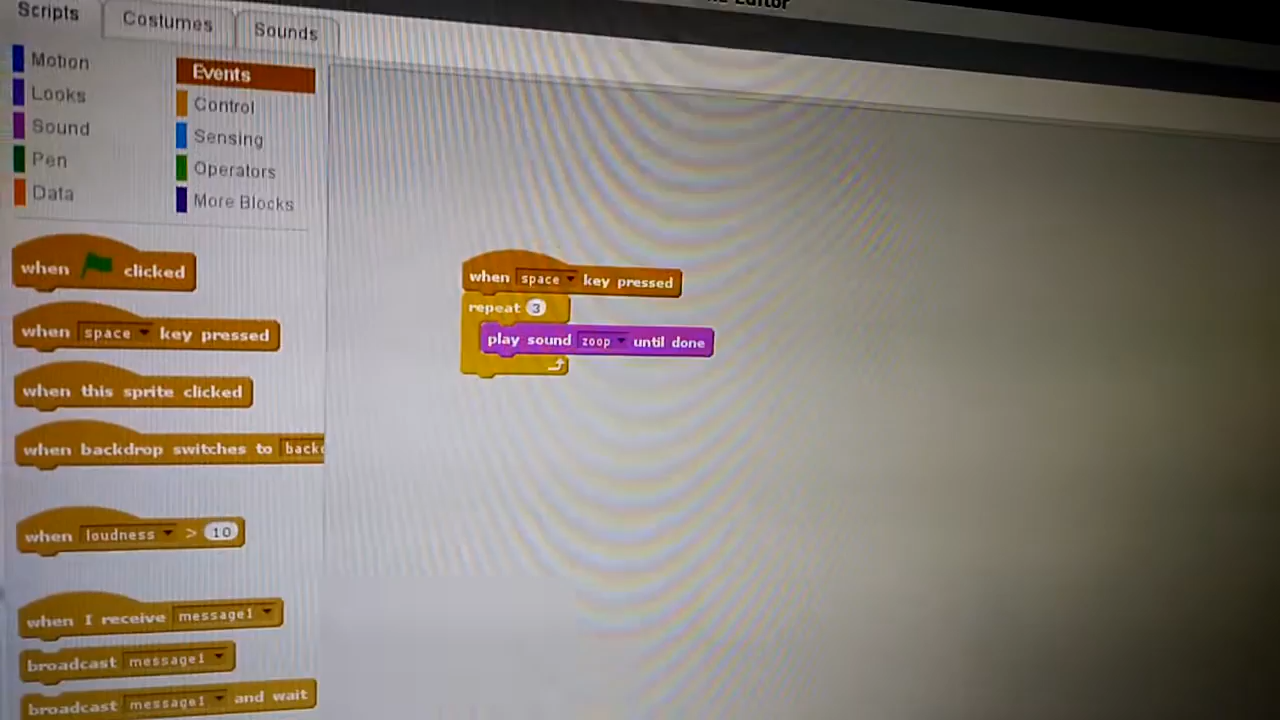 Editor
Scripts
Costumes
Sounds
Motion
Looks
Sound
Pen
Data
Events
Control
Sensing
Operators
More Blocks
when clicked
when space key pressed
when this sprite clicked
when backdrop switches to
when loudness > 10
when I receive message1
broadcast message1
broadcast message1 and wait
when space key pressed
repeat 3
play sound zoop until done